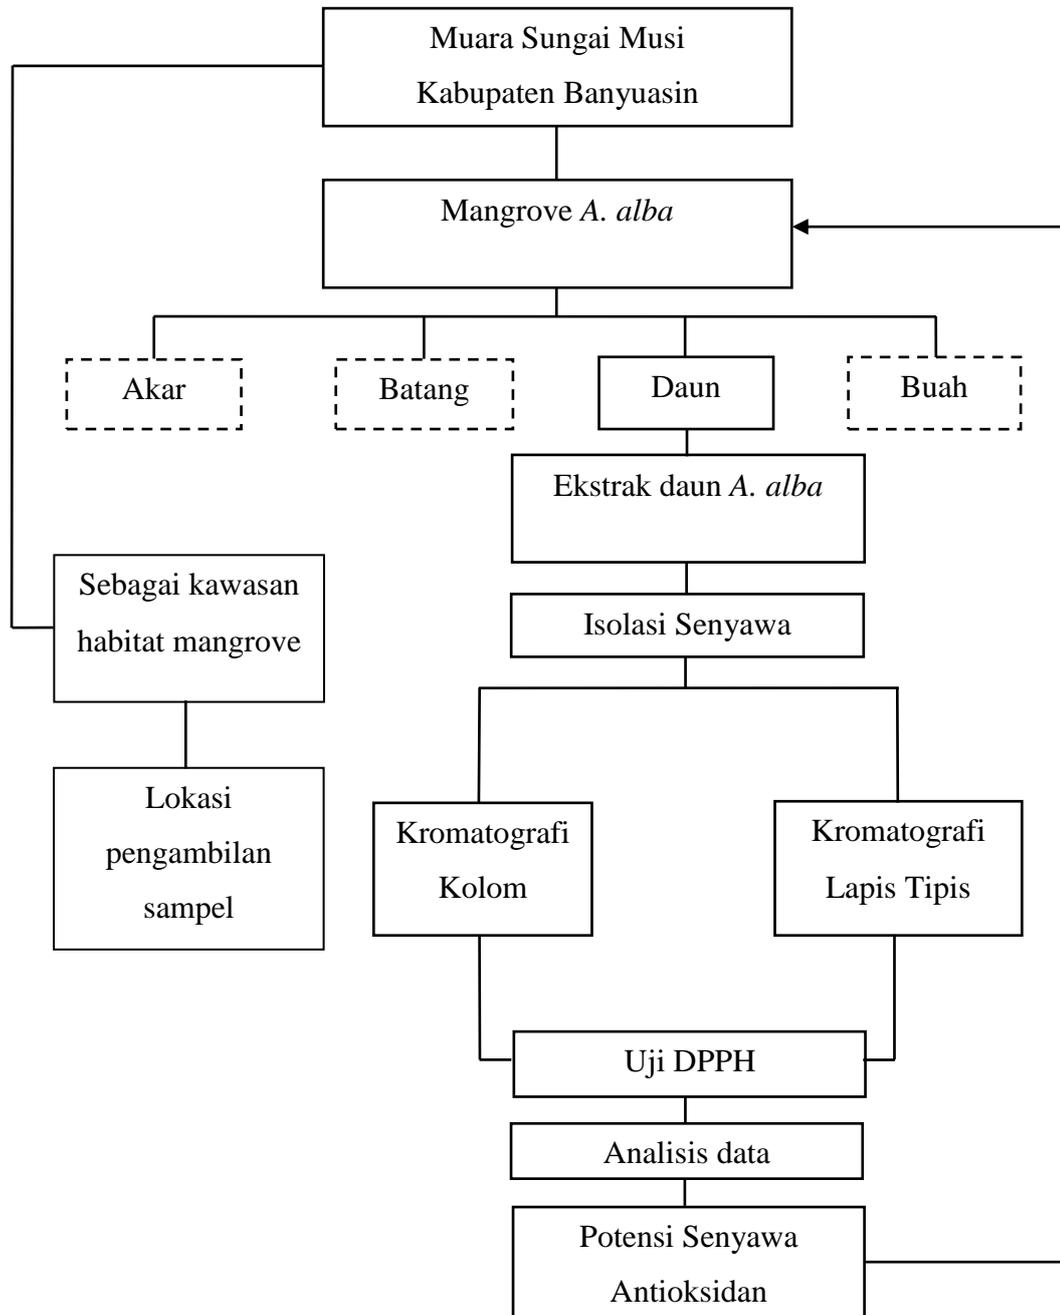 Muara Sungai Musi
Kabupaten Banyuasin
Mangrove A. alba
Akar
Batang
Daun
Buah
Ekstrak daun A. alba
Sebagai kawasan
habitat mangrove
Isolasi Senyawa
Lokasi
pengambilan
sampel
Kromatografi
Kolom
Kromatografi
Lapis Tipis
Uji DPPH
Analisis data
Potensi Senyawa
Antioksidan